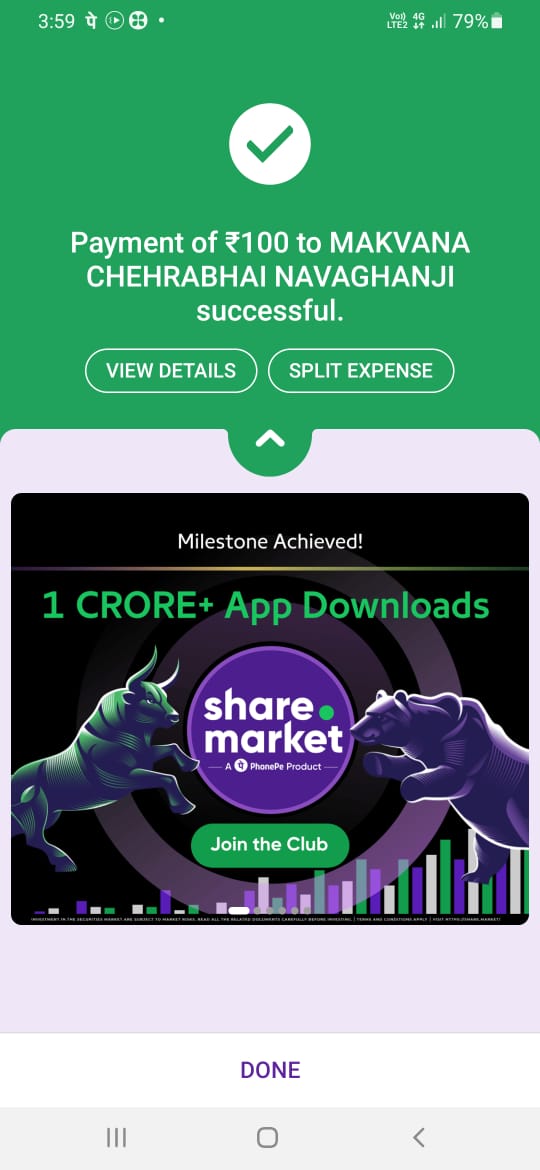 3:59 पे
Vo)) 4G 79%
LTE2
Payment of ₹100 to MAKVANA
CHEHRABHAI NAVAGHANJI
successful.
VIEW DETAILS SPLIT EXPENSE
Milestone Achieved!
1 CRORE+ App Downloads
share.
market
A पे PhonePe Product
Join the Club
INVESTMENT IN THE SECURITIES MARKET ARE SUBJECT TO MARKET RISKS. READ ALL THE RELATED DOCUMENTS CAREFULLY BEFORE INVESTING. | TERMS AND CONDITIONS APPLY | VISIT HTTPS://SHARE.MARKET/
DONE